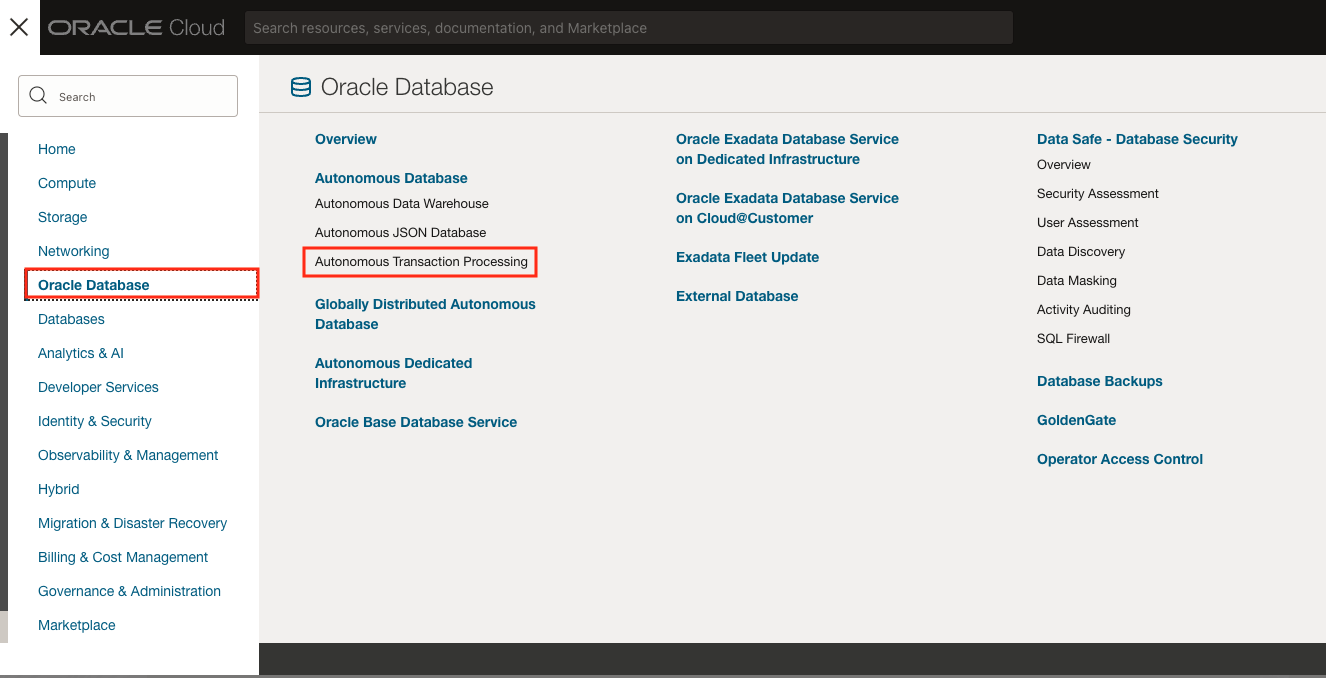 ORACLE Cloud
Search resources, services, documentation, and Marketplace
Search
Home
Compute
Storage
Networking
Oracle Database
Databases
Analytics & AI
Developer Services
Identity & Security
Observability & Management
Hybrid
Migration & Disaster Recovery
Billing & Cost Management
Governance & Administration
Marketplace
Oracle Database
Overview
Autonomous Database
Autonomous Data Warehouse
Autonomous JSON Database
Autonomous Transaction Processing
Globally Distributed Autonomous
Database
Autonomous Dedicated
Infrastructure
Oracle Base Database Service
Oracle Exadata Database Service
on Dedicated Infrastructure
Oracle Exadata Database Service
on Cloud@Customer
Exadata Fleet Update
External Database
Data Safe - Database Security
Overview
Security Assessment
User Assessment
Data Discovery
Data Masking
Activity Auditing
SQL Firewall
Database Backups
GoldenGate
Operator Access Control